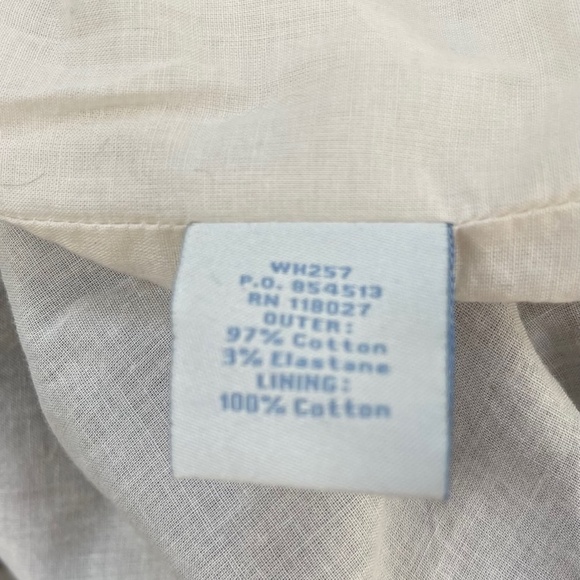 WH257
P.O. 854513
RN 118027
OUTER:
97% Cotton
3% Elastane
LINING:
100% Cotton